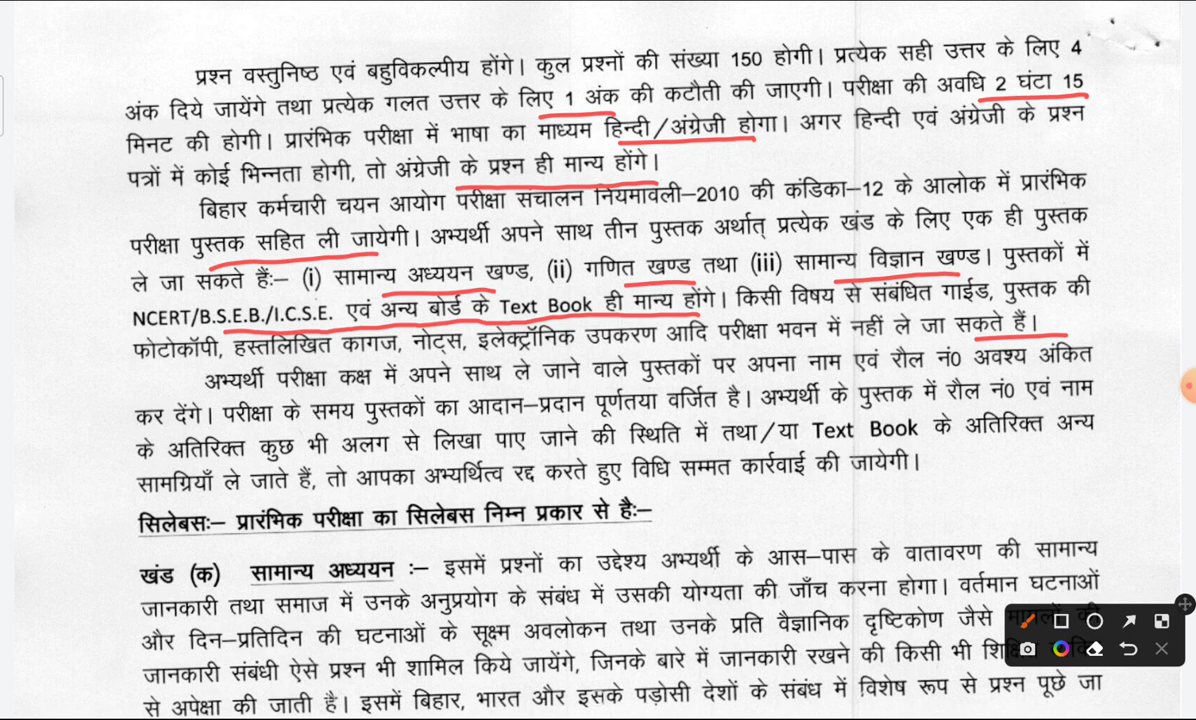 प्रश्न वस्तुनिष्ठ एवं बहुविकल्पीय होंगे। कुल प्रश्नों की संख्या 150 होगी। प्रत्येक सही उत्तर के लिए 4
अंक दिये जायेंगे तथा प्रत्येक गलत उत्तर के लिए 1 अंक की कटौती की जाएगी। परीक्षा की अवधि 2 घंटा 15
मिनट की होगी। प्रारंभिक परीक्षा में भाषा का माध्यम हिन्दी/अंग्रेजी होगा। अगर हिन्दी एवं अंग्रेजी के प्रश्न
पत्रों में कोई भिन्नता होगी, तो अंग्रेजी के प्रश्न ही मान्य होंगे।
बिहार कर्मचारी चयन आयोग परीक्षा संचालन नियमावली–2010 की कंडिका–12 के आलोक में प्रारंभिक
परीक्षा पुस्तक सहित ली जायेगी। अभ्यर्थी अपने साथ तीन पुस्तक अर्थात् प्रत्येक खंड के लिए एक ही पुस्तक
ले जा सकते हैं:– (i) सामान्य अध्ययन खण्ड, (ii) गणित खण्ड तथा (iii) सामान्य विज्ञान खण्ड। पुस्तकों में
NCERT/B.S.E.B./I.C.S.E. एवं अन्य बोर्ड के Text Book ही मान्य होंगे। किसी विषय से संबंधित गाईड, पुस्तक की
फोटोकॉपी, हस्तलिखित कागज, नोट्स, इलेक्ट्रॉनिक उपकरण आदि परीक्षा भवन में नहीं ले जा सकते हैं।
अभ्यर्थी परीक्षा कक्ष में अपने साथ ले जाने वाले पुस्तकों पर अपना नाम एवं रौल नं0 अवश्य अंकित
कर देंगे। परीक्षा के समय पुस्तकों का आदान–प्रदान पूर्णतया वर्जित है। अभ्यर्थी के पुस्तक में रौल नं0 एवं नाम
के अतिरिक्त कुछ भी अलग से लिखा पाए जाने की स्थिति में तथा/या Text Book के अतिरिक्त अन्य
सामग्रियाँ ले जाते हैं, तो आपका अभ्यर्थित्व रद्द करते हुए विधि सम्मत कार्रवाई की जायेगी।
सिलेबसः– प्रारंभिक परीक्षा का सिलेबस निम्न प्रकार से हैः–
खंड (क) सामान्य अध्ययन :– इसमें प्रश्नों का उद्देश्य अभ्यर्थी के आस–पास के वातावरण की सामान्य
जानकारी तथा समाज में उनके अनुप्रयोग के संबंध में उसकी योग्यता की जाँच करना होगा। वर्तमान घटनाओं
और दिन–प्रतिदिन की घटनाओं के सूक्ष्म अवलोकन तथा उनके प्रति वैज्ञानिक दृष्टिकोण जैसे
जानकारी संबंधी ऐसे प्रश्न भी शामिल किये जायेंगे, जिनके बारे में जानकारी रखने की किसी भी
से अपेक्षा की जाती है। इसमें बिहार, भारत और इसके पड़ोसी देशों के संबंध में विशेष रूप से प्रश्न पूछे जा